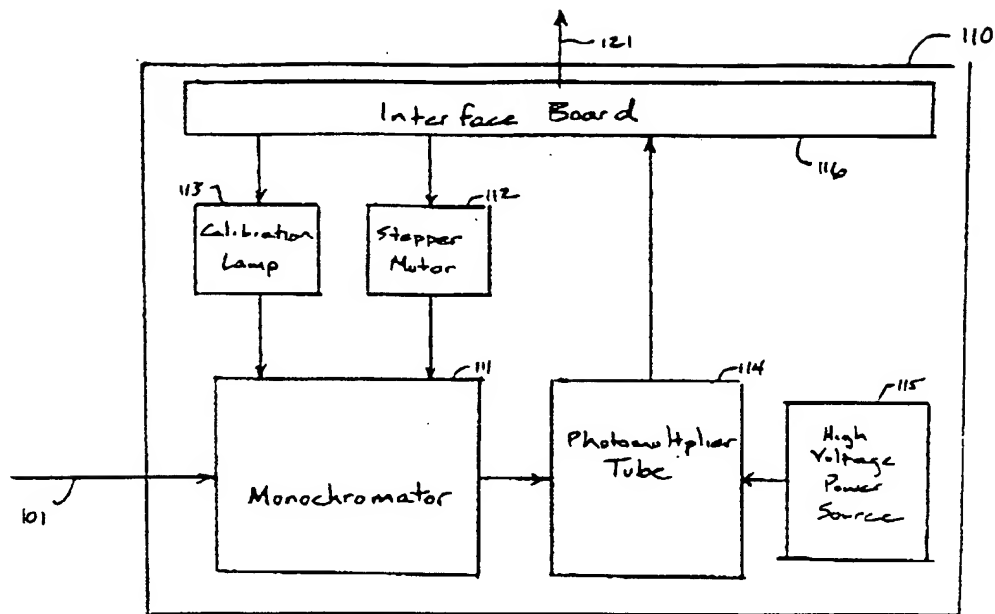 121
110
Interface Board
116
113
Calibration
Lamp
112
Stepper
Motor
111
Monochromator
114
Photomultplier
Tube
115
High
Voltage
Power
Source
101